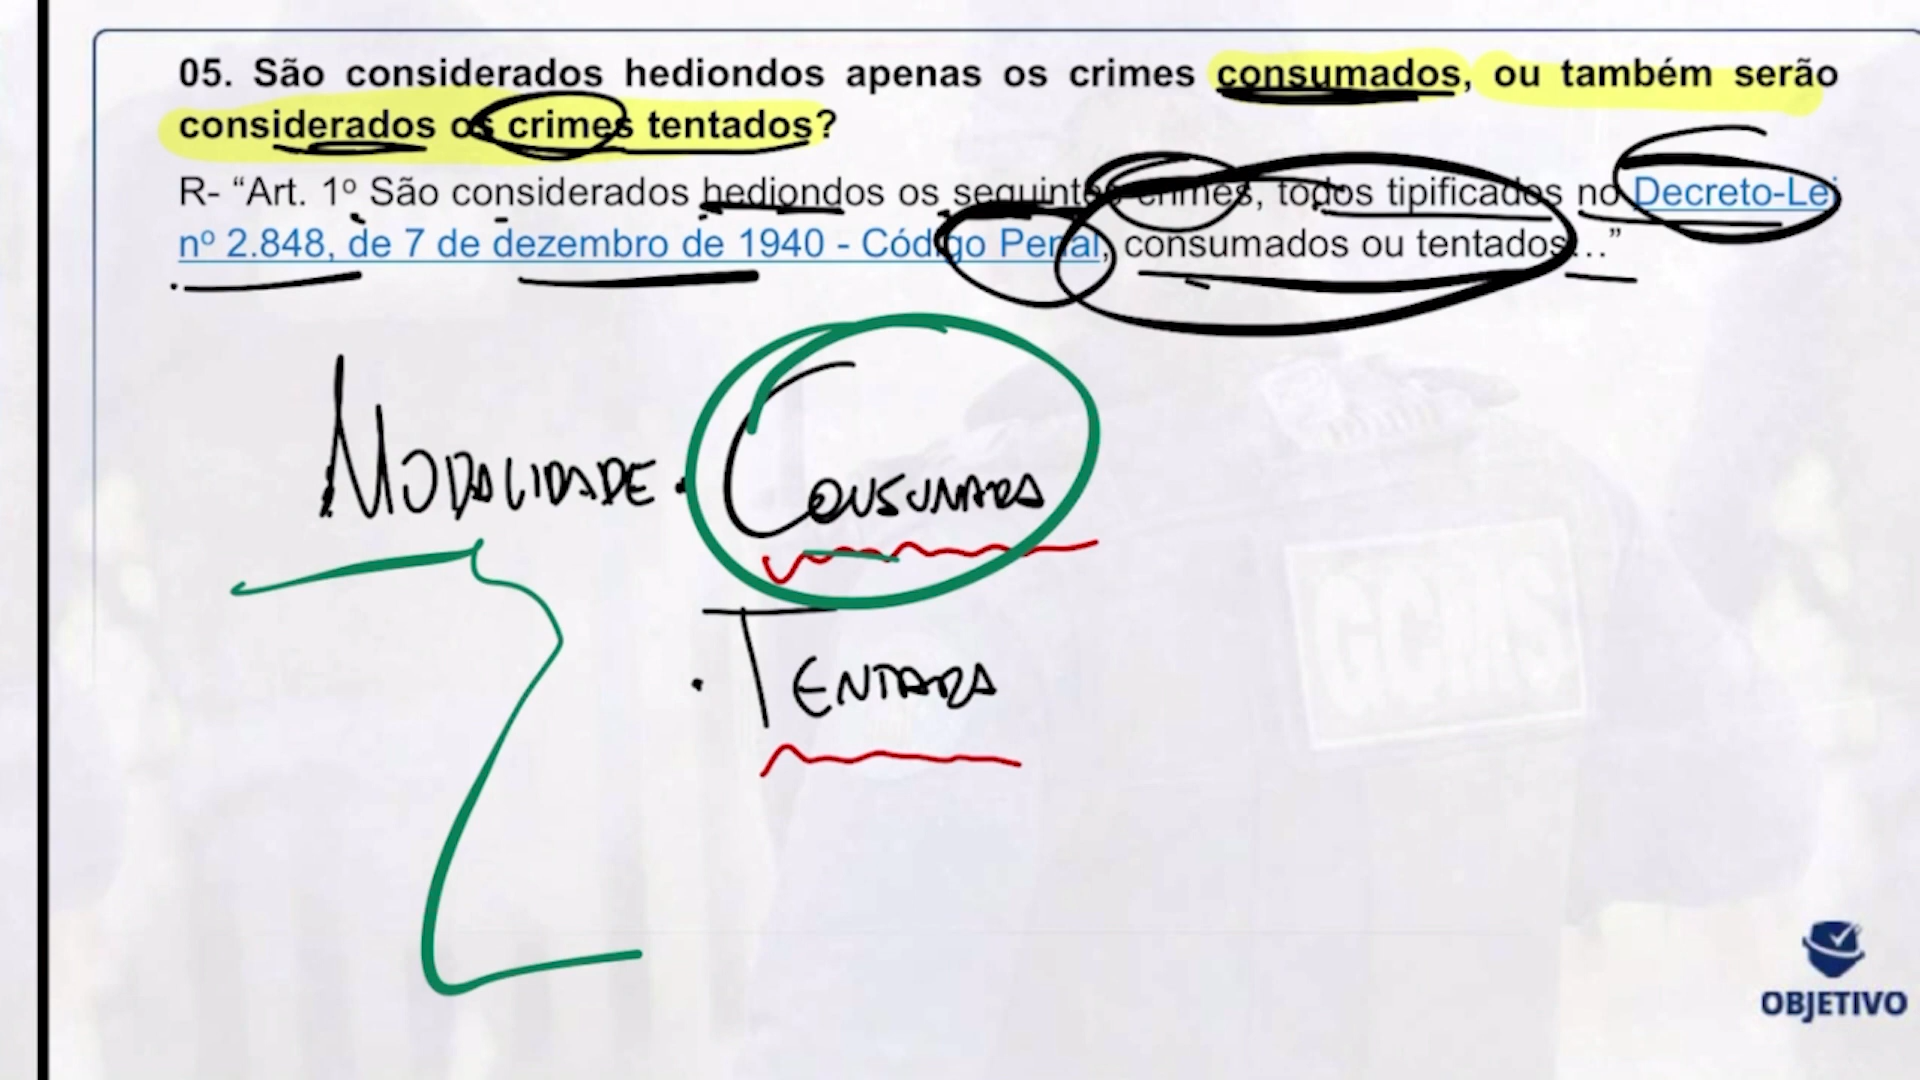 05. São considerados hediondos apenas os crimes consumados, ou também serão
considerados os crimes tentados?
R- “Art. 1º São considerados hediondos os seguintes crimes, todos tipificados no Decreto-Lei
nº 2.848, de 7 de dezembro de 1940 - Código Penal, consumados ou tentados...”
MODALIDADE · CONSUMADA
· TENTADA
GCM'S
OBJETIVO